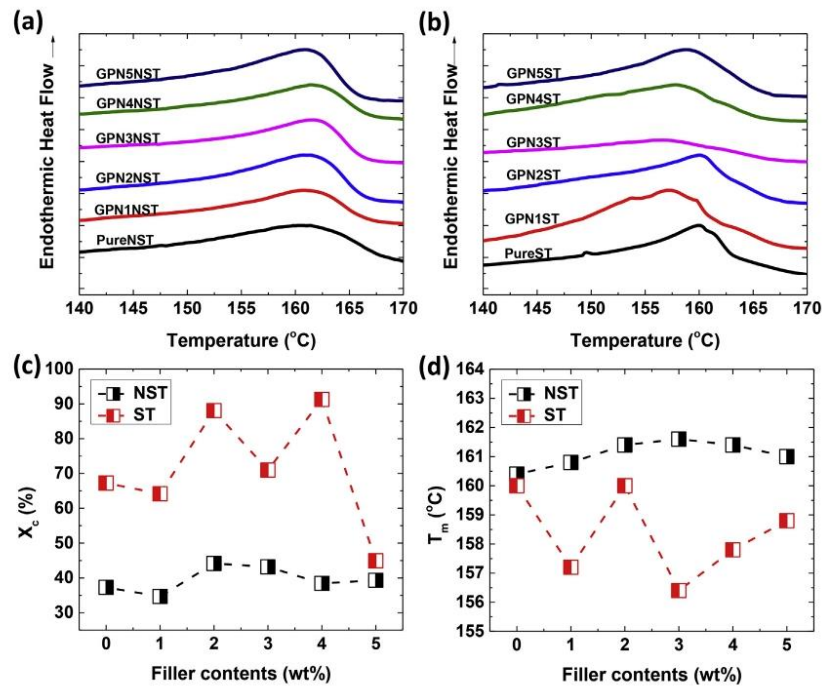 (a)
Endothermic Heat Flow
GPN5NST
GPN4NST
GPN3NST
GPN2NST
GPN1NST
PureNST
140 145 150 155 160 165 170
Temperature (°C)
(b)
Endothermic Heat Flow
GPN5ST
GPN4ST
GPN3ST
GPN2ST
GPN1ST
PureST
140 145 150 155 160 165 170
Temperature (°C)
(c)
Xc (%)
100
90
80
70
60
50
40
30
NST
ST
0 1 2 3 4 5
Filler contents (wt%)
(d)
Tm (°C)
164
163
162
161
160
159
158
157
156
155
NST
ST
0 1 2 3 4 5
Filler contents (wt%)